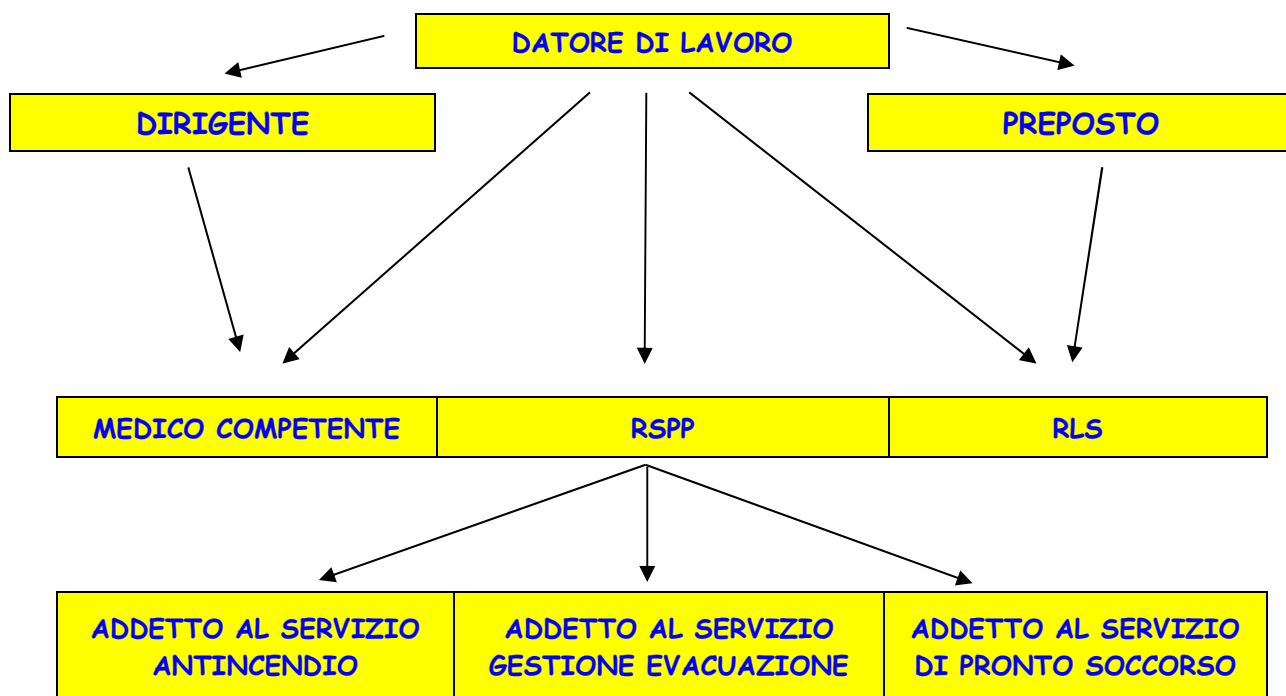 DATORE DI LAVORO
DIRIGENTE
PREPOSTO
MEDICO COMPETENTE
RSPP
RLS
ADDETTO AL SERVIZIO
ANTINCENDIO
ADDETTO AL SERVIZIO
GESTIONE EVACUAZIONE
ADDETTO AL SERVIZIO
DI PRONTO SOCCORSO